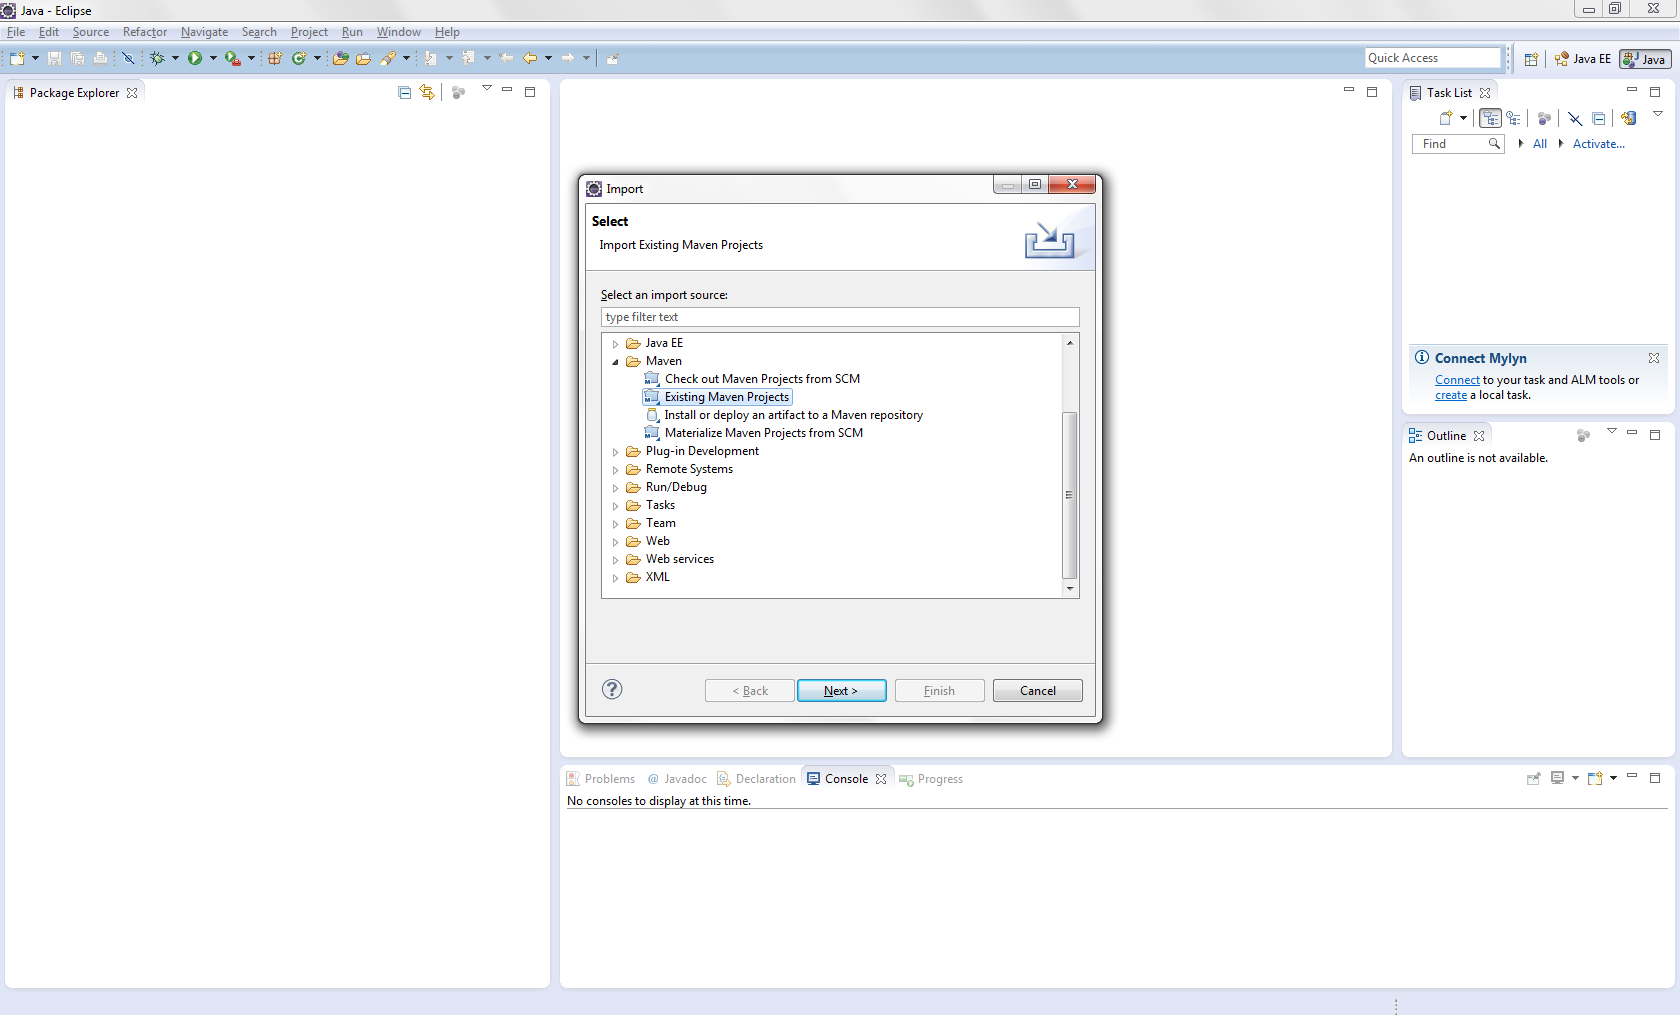 Java - Eclipse
File Edit Source Refactor Navigate Search Project Run Window Help
Quick Access
Java EE
Java
Package Explorer
Task List
Find
All
Activate...
Connect Mylyn
Connect to your task and ALM tools or
create a local task.
Outline
An outline is not available.
Import
Select
Import Existing Maven Projects
Select an import source:
type filter text
Java EE
Maven
Check out Maven Projects from SCM
Existing Maven Projects
Install or deploy an artifact to a Maven repository
Materialize Maven Projects from SCM
Plug-in Development
Remote Systems
Run/Debug
Tasks
Team
Web
Web services
XML
< Back
Next >
Finish
Cancel
Problems @ Javadoc Declaration Console Progress
No consoles to display at this time.